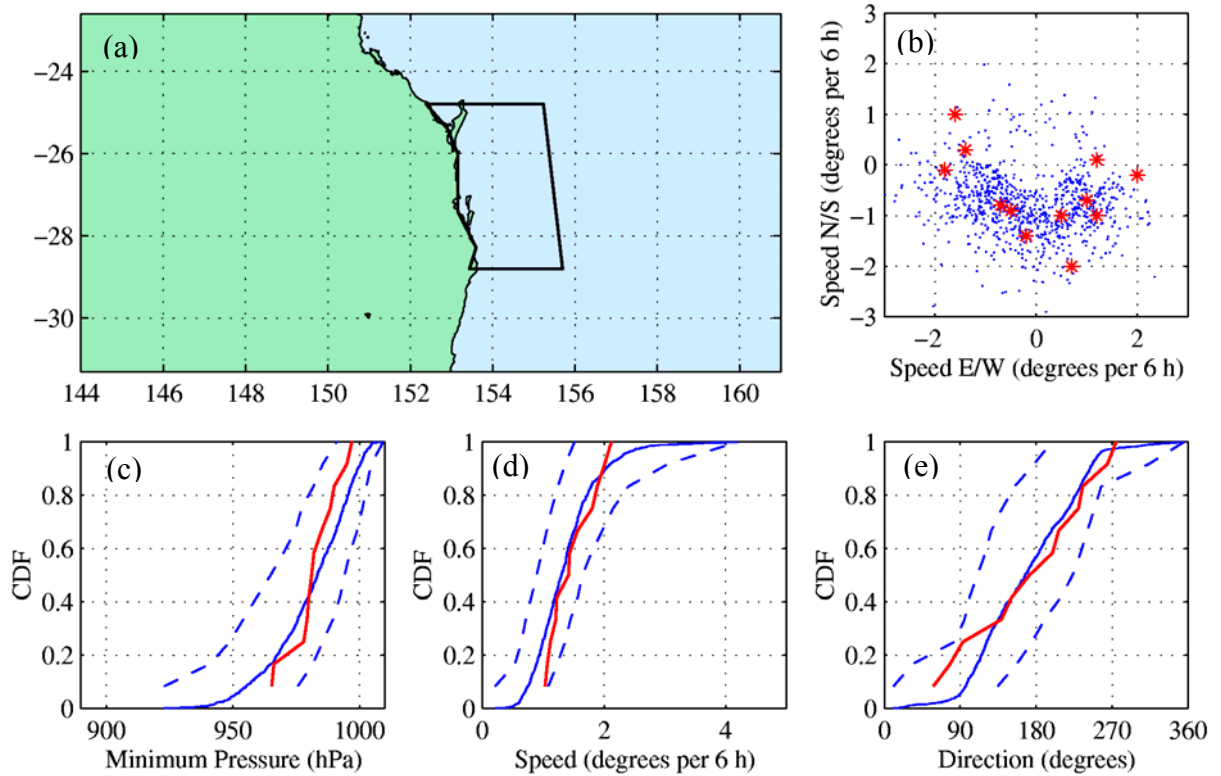 (a)
−24
−26
−28
−30
144 146 148 150 152 154 156 158 160
(b)
Speed N/S (degrees per 6 h)
3
2
1
0
−1
−2
−3
−2 0 2
Speed E/W (degrees per 6 h)
(c)
CDF
1
0.8
0.6
0.4
0.2
0
900 950 1000
Minimum Pressure (hPa)
(d)
CDF
1
0.8
0.6
0.4
0.2
0
0 2 4
Speed (degrees per 6 h)
(e)
CDF
1
0.8
0.6
0.4
0.2
0
0 90 180 270 360
Direction (degrees)